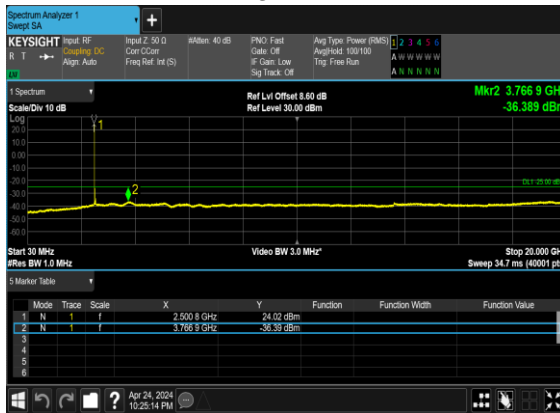 Spectrum Analyzer 1
Swept SA
KEYSIGHT Input: RF Input Z: 50 Ω #Atten: 40 dB PNO: Fast Avg Type: Power (RMS) 1 2 3 4 5 6
R T Coupling: DC Corr CCorr Gate: Off Avg|Hold: 100/100 A W W W W W
Align: Auto Freq Ref: Int (S) IF Gain: Low Trig: Free Run
Sig Track: Off A N N N N N
LXI
1 Spectrum Ref Lvl Offset 8.60 dB Mkr2 3.766 9 GH
Scale/Div 10 dB Ref Level 30.00 dBm -36.389 dBr
Log
20.0
10.0
0.00
-10.0
-20.0
-30.0
-40.0
-50.0
-60.0
1
2
DL1 -25.00 dB
Start 30 MHz Video BW 3.0 MHz* Stop 20.000 GH
#Res BW 1.0 MHz Sweep 34.7 ms (40001 pt
5 Marker Table
Mode Trace Scale X Y Function Function Width Function Value
1 N 1 f 2.500 8 GHz 24.02 dBm
2 N 1 f 3.766 9 GHz -36.39 dBm
3
4
5
6
? Apr 24, 2024
10:25:14 PM